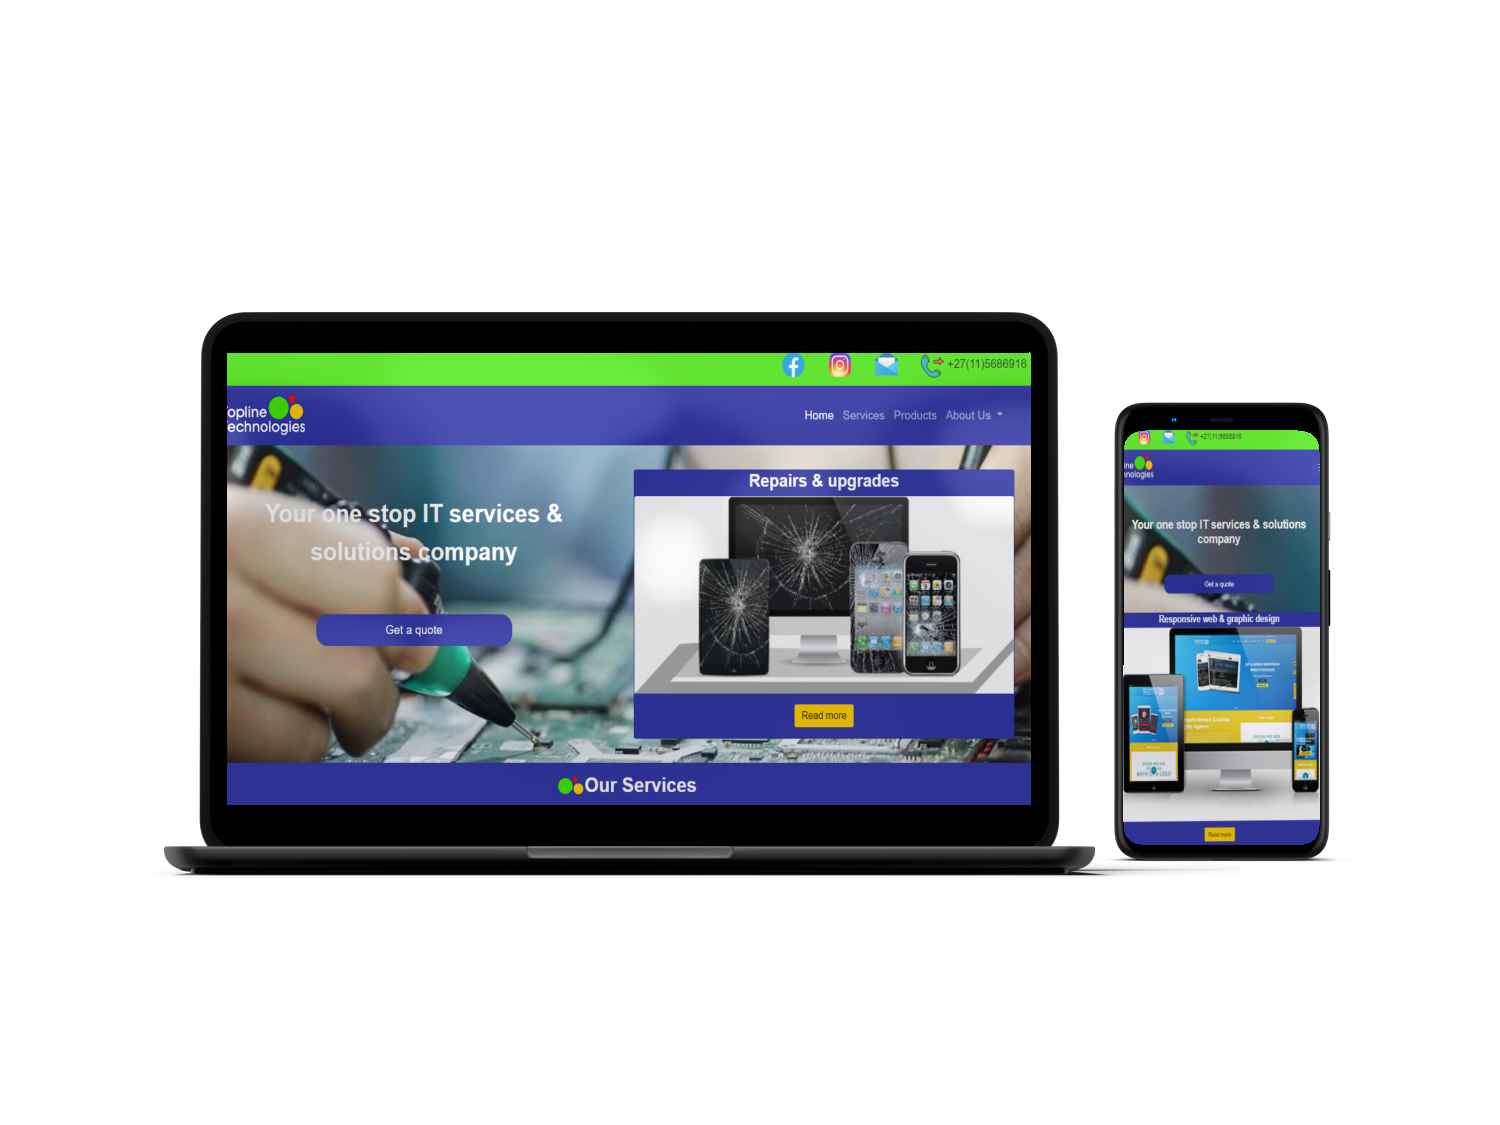 +27(11)5686916
opline
echnologies
Home Services Products About Us
Your one stop IT services &
solutions company
Get a quote
Repairs & upgrades
Read more
Our Services
+27(11)5686916
ine
nnologies
Your one stop IT services & solutions
company
Get a quote
Responsive web & graphic design
Read more